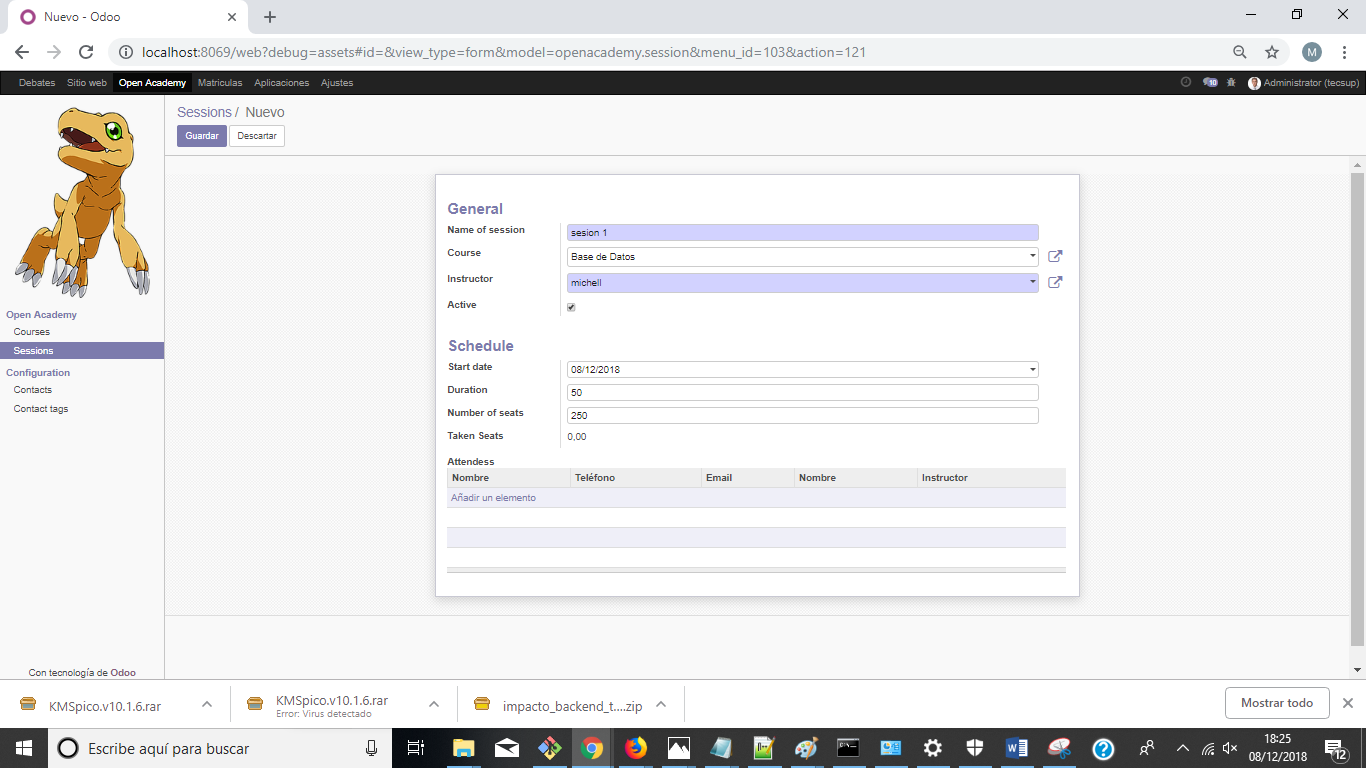 Nuevo - Odoo
localhost:8069/web?debug=assets#id=&view_type=form&model=openacademy.session&menu_id=103&action=121
M
Debates Sitio web Open Academy Matriculas Aplicaciones Ajustes
10 Administrator (tecsup)
Sessions / Nuevo
Guardar Descartar
Open Academy
Courses
Sessions
Configuration
Contacts
Contact tags
Con tecnología de Odoo
General
Name of session sesion 1
Course Base de Datos
Instructor michell
Active
Schedule
Start date 08/12/2018
Duration 50
Number of seats 250
Taken Seats 0,00
Attendess
Nombre Teléfono Email Nombre Instructor
Añadir un elemento
KMSpico.v10.1.6.rar
KMSpico.v10.1.6.rar
Error: Virus detectado
impacto_backend_t....zip
Mostrar todo
Escribe aquí para buscar
18:25
08/12/2018
12